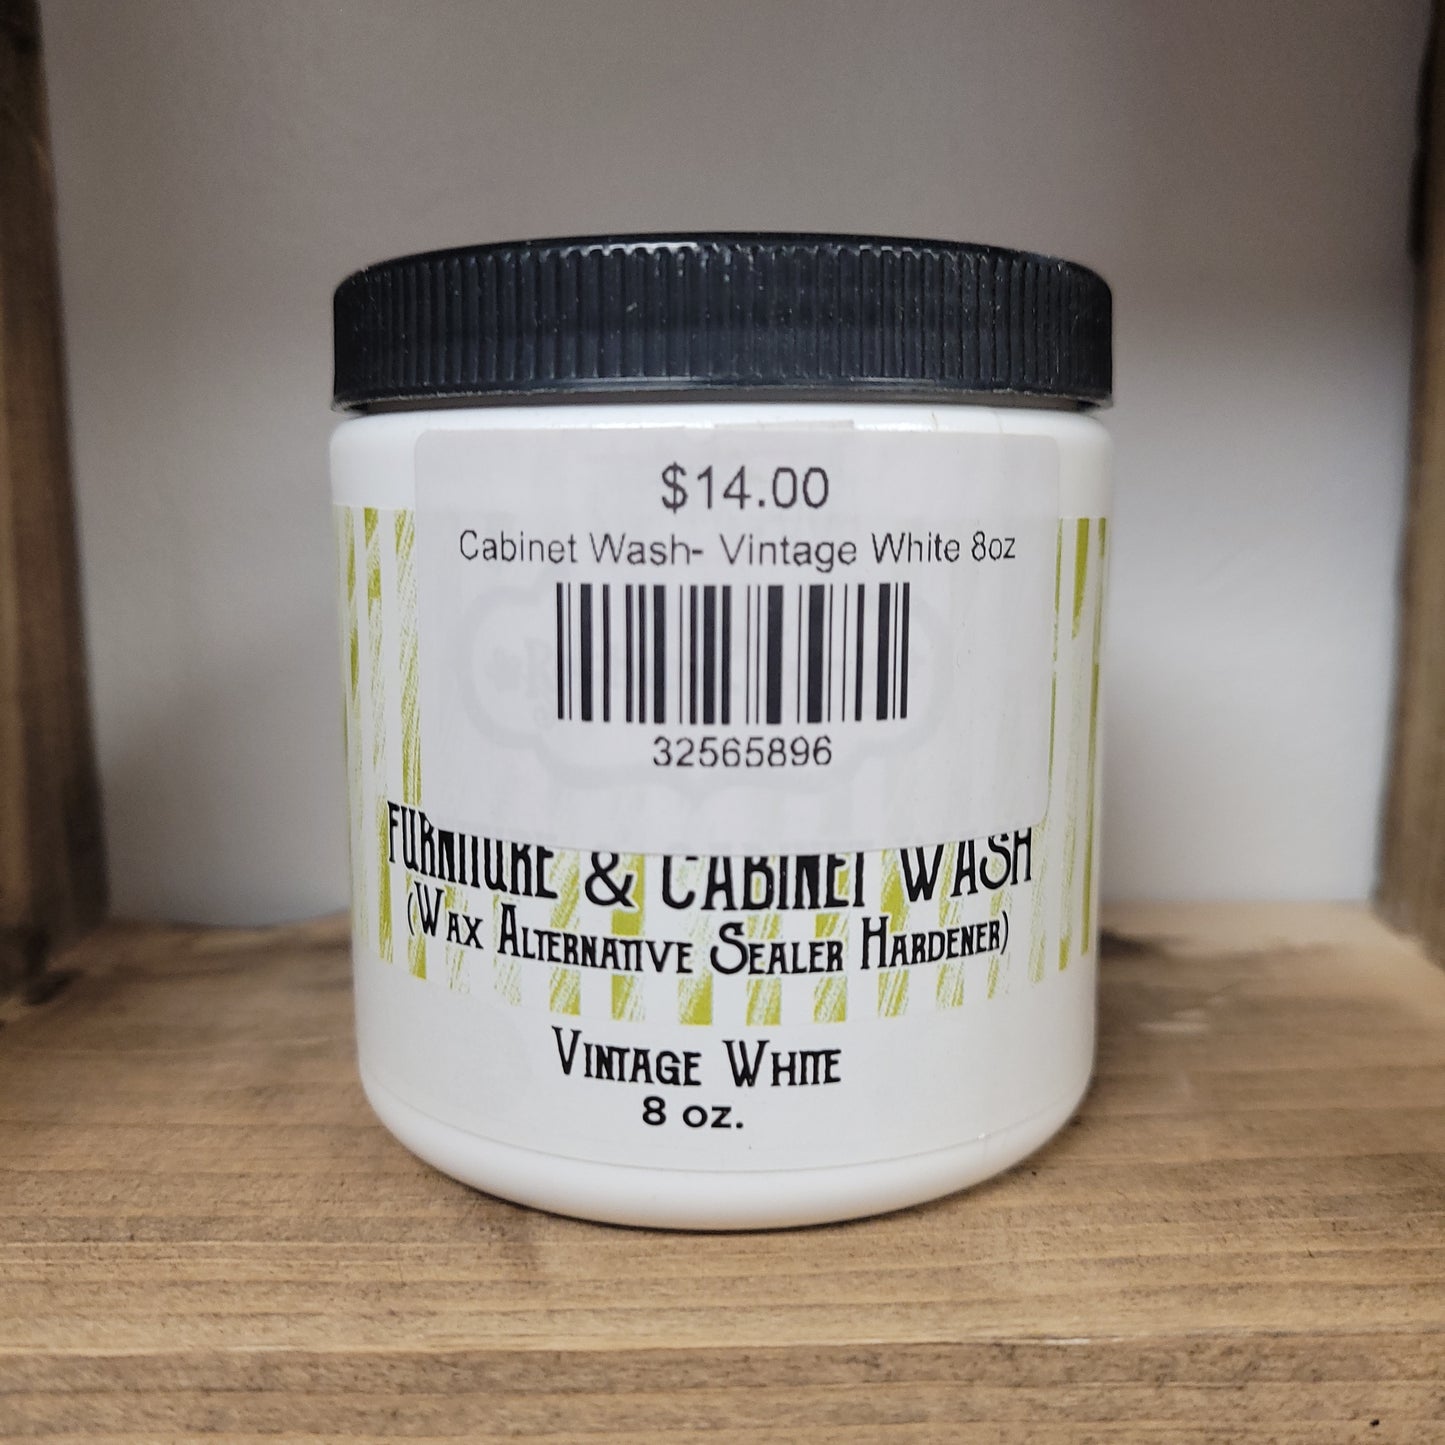 $14.00
Cabinet Wash- Vintage White 8oz
32565896
Furniture & Cabinet Wash
(Wax Alternative Sealer Hardener)
Vintage White
8 oz.